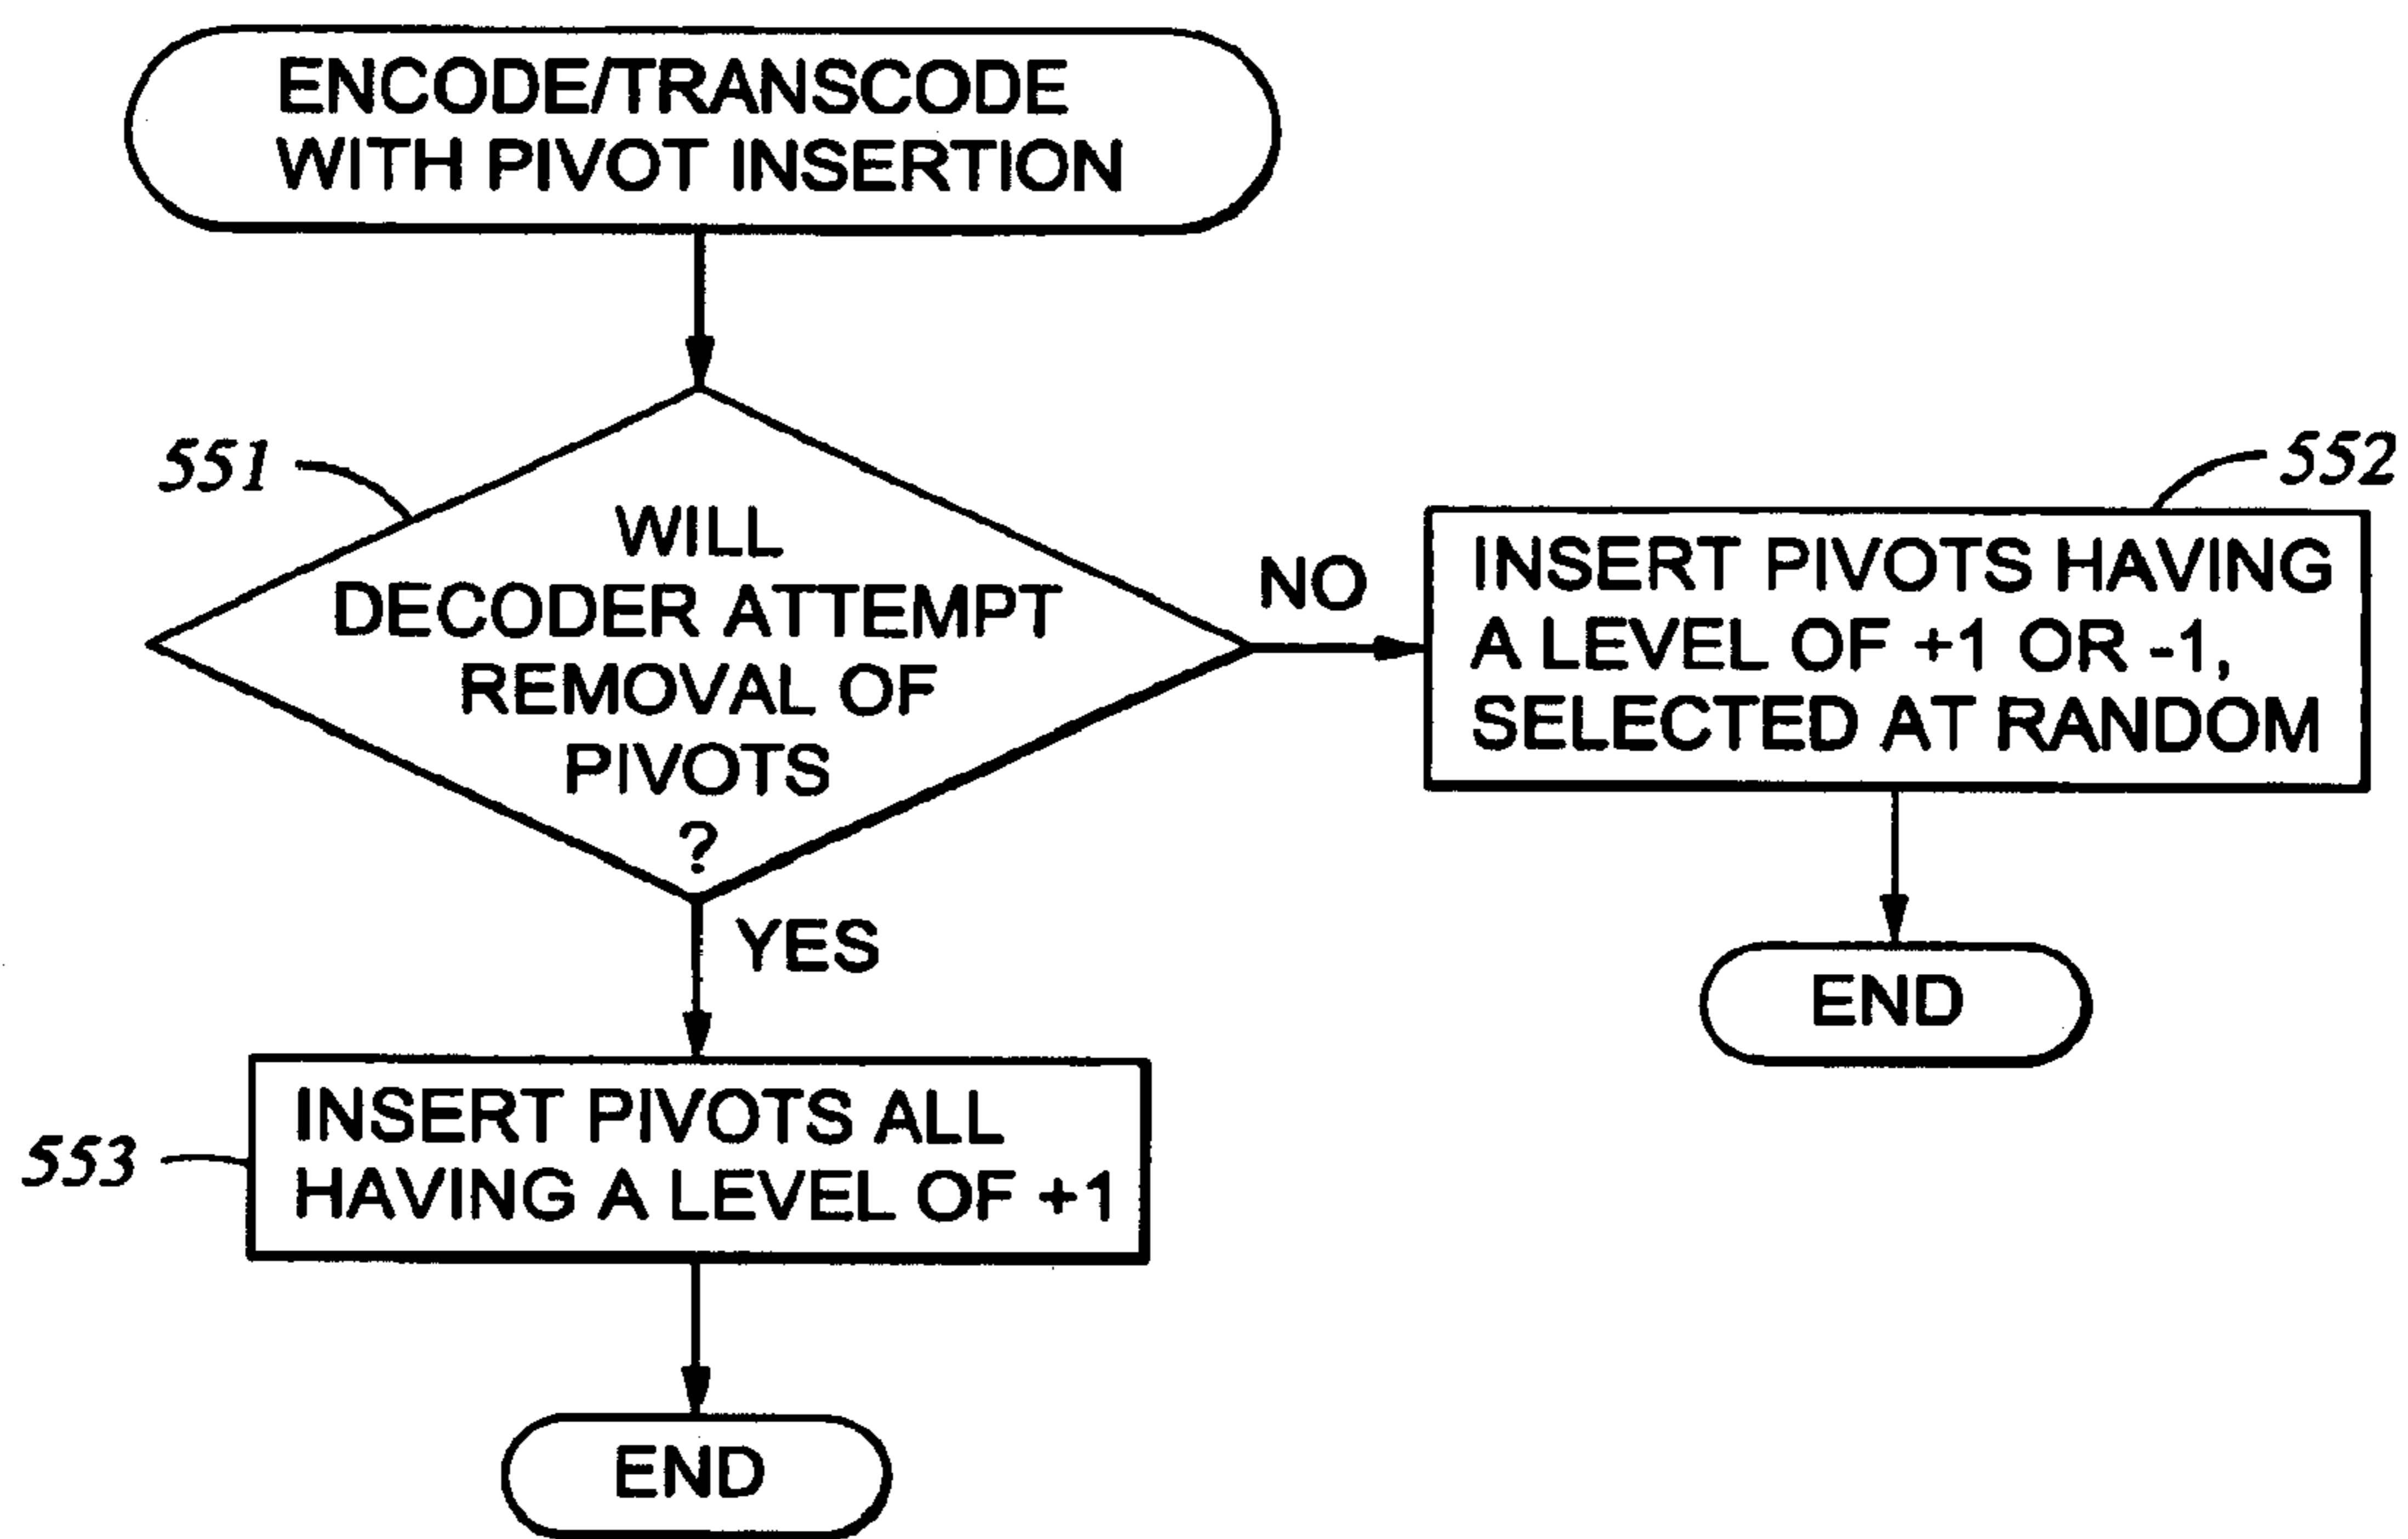 ENCODE/TRANSCODE
WITH PIVOT INSERTION
551
WILL
DECODER ATTEMPT
REMOVAL OF
PIVOTS
?
NO
552
INSERT PIVOTS HAVING
A LEVEL OF +1 OR -1,
SELECTED AT RANDOM
END
YES
553
INSERT PIVOTS ALL
HAVING A LEVEL OF +1
END